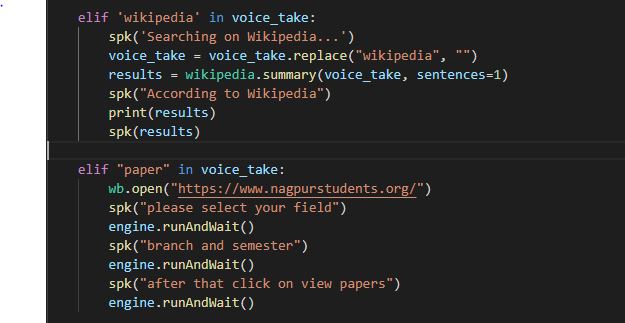 elif 'wikipedia' in voice_take:
spk('Searching on Wikipedia...')
voice_take = voice_take.replace("wikipedia", "")
results = wikipedia.summary(voice_take, sentences=1)
spk("According to Wikipedia")
print(results)
spk(results)
elif "paper" in voice_take:
wb.open("https://www.nagpurstudents.org/")
spk("please select your field")
engine.runAndWait()
spk("branch and semester")
engine.runAndWait()
spk("after that click on view papers")
engine.runAndWait()